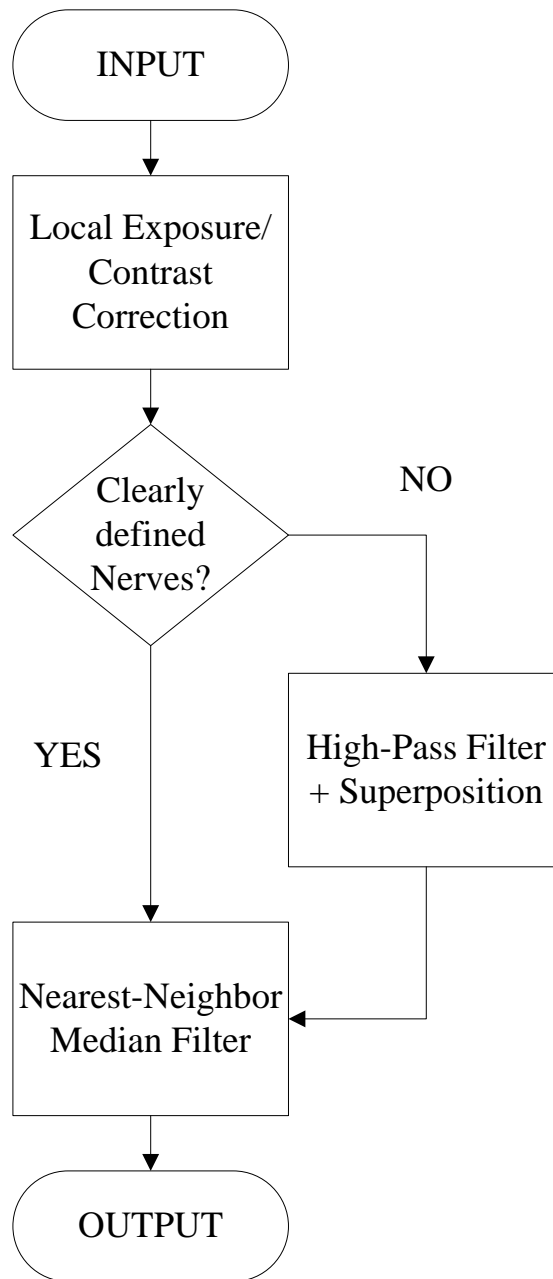 INPUT
Local Exposure/
Contrast
Correction
Clearly
defined
Nerves?
NO
YES
High-Pass Filter
+ Superposition
Nearest-Neighbor
Median Filter
OUTPUT